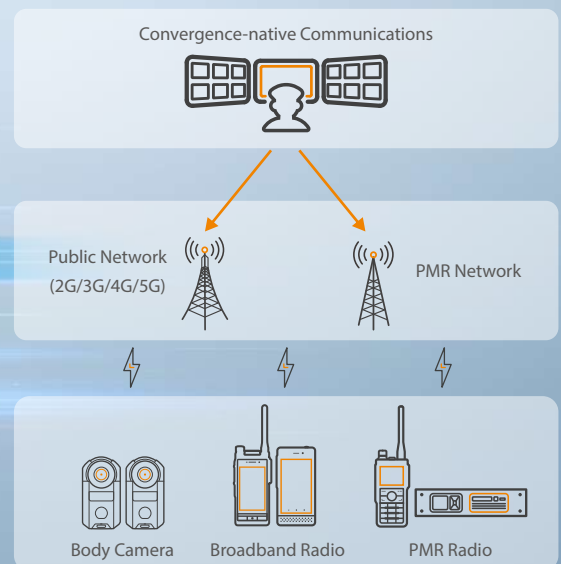 Convergence-native Communications
Public Network
(2G/3G/4G/5G)
PMR Network
Body Camera
Broadband Radio
PMR Radio